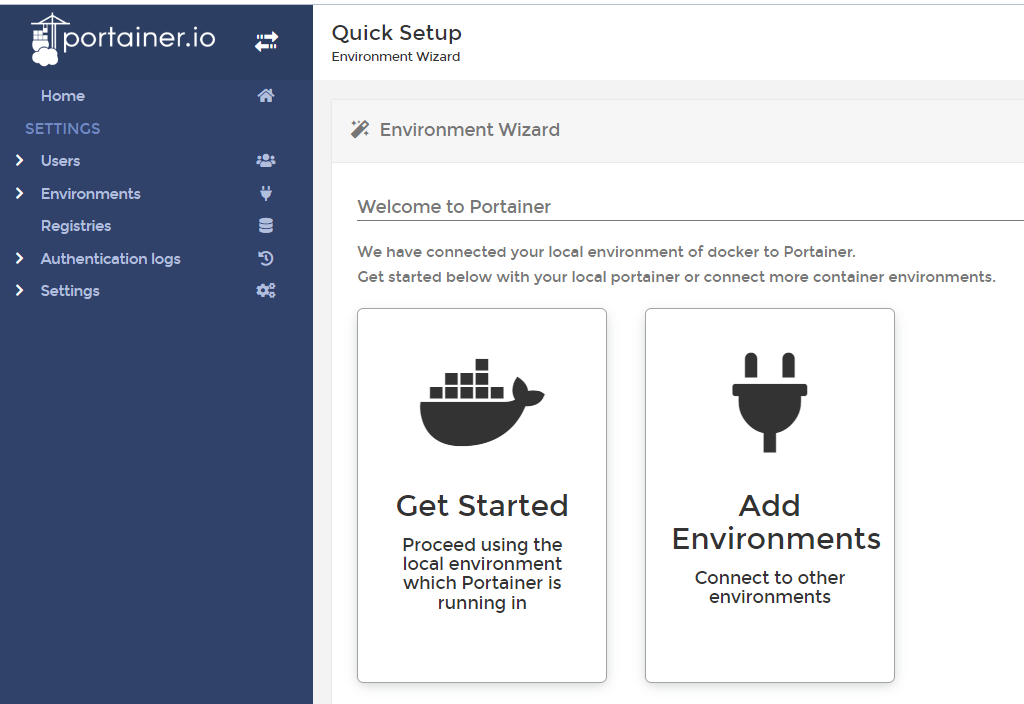 portainer.io
Home
SETTINGS
Users
Environments
Registries
Authentication logs
Settings
Quick Setup
Environment Wizard
Environment Wizard
Welcome to Portainer
We have connected your local environment of docker to Portainer.
Get started below with your local portainer or connect more container environments.
Get Started
Proceed using the
local environment
which Portainer is
running in
Add
Environments
Connect to other
environments